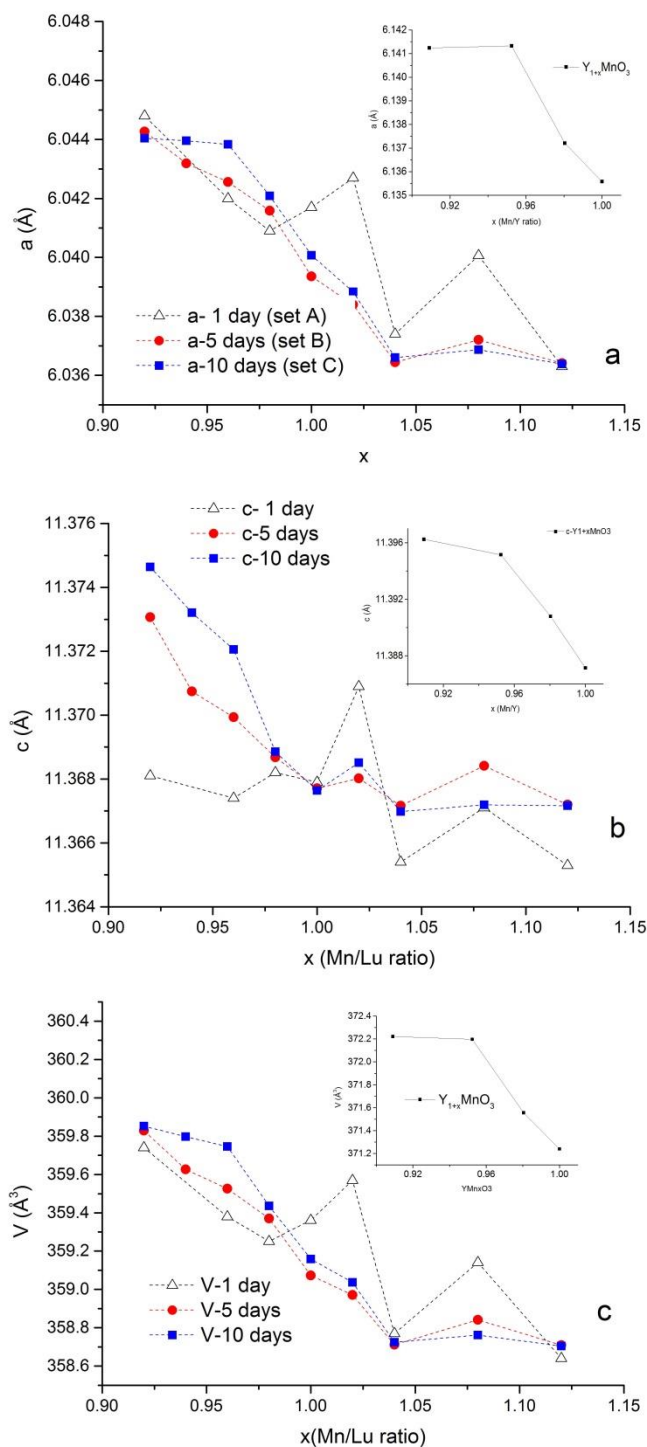 6.048
6.046
6.044
6.042
6.040
6.038
6.036
a (Å)
0.90 0.95 1.00 1.05 1.10 1.15
x
a- 1 day (set A)
a-5 days (set B)
a-10 days (set C)
a
6.142
6.141
6.140
6.139
6.138
6.137
6.136
6.135
a (Å)
0.92 0.96 1.00
x (Mn/Y ratio)
Y1+xMnO3
c- 1 day
c-5 days
c-10 days
11.376
11.374
11.372
11.370
11.368
11.366
11.364
c (Å)
0.90 0.95 1.00 1.05 1.10 1.15
x (Mn/Lu ratio)
b
11.396
11.392
11.388
c (Å)
0.92 0.96 1.00
x (Mn/Y)
c-Y1+xMnO3
360.4
360.2
360.0
359.8
359.6
359.4
359.2
359.0
358.8
358.6
V (Å³)
0.90 0.95 1.00 1.05 1.10 1.15
x(Mn/Lu ratio)
V-1 day
V-5 days
V-10 days
c
372.4
372.0
371.6
371.2
V (Å³)
0.92 0.96 1.00
YMnxO3
Y1+xMnO3